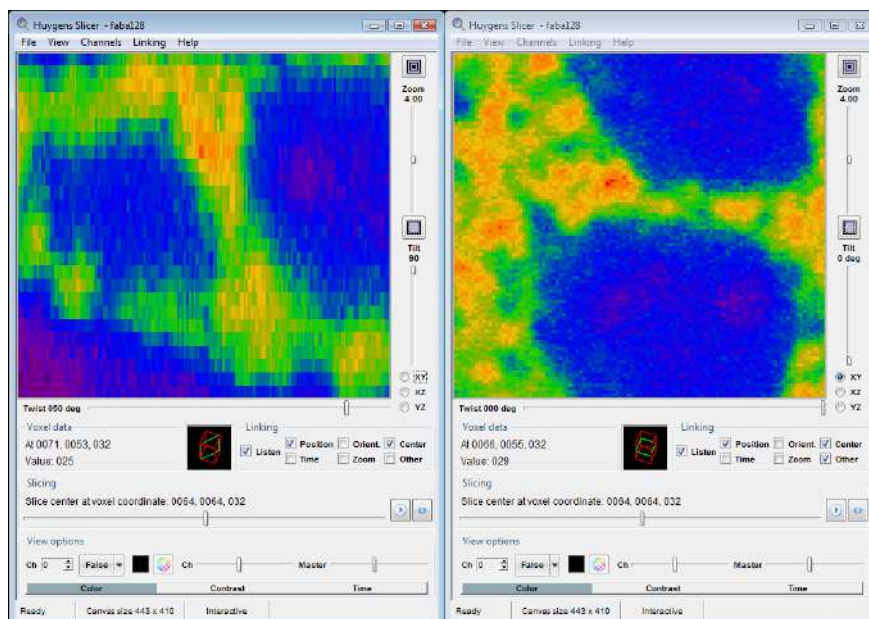 Huygens Slicer - faba128
File View Channels Linking Help
Zoom
4.00
Tilt
90
XY
XZ
YZ
Twist 050 deg
Voxel data
Linking
At 0071, 0053, 032
Value: 025
Listen
Position Orient. Center
Time Zoom Other
Slicing
Slice center at voxel coordinate: 0064, 0064, 032
View options
Ch 0 False Ch Master
Color Contrast Time
Ready Canvas size 443 x 410 Interactive
Huygens Slicer - faba128
File View Channels Linking Help
Zoom
4.00
Tilt
0 deg
XY
XZ
YZ
Twist 000 deg
Voxel data
Linking
At 0066, 0055, 032
Value: 029
Listen
Position Orient. Center
Time Zoom Other
Slicing
Slice center at voxel coordinate: 0064, 0064, 032
View options
Ch 0 False Ch Master
Color Contrast Time
Ready Canvas size 443 x 410 Interactive